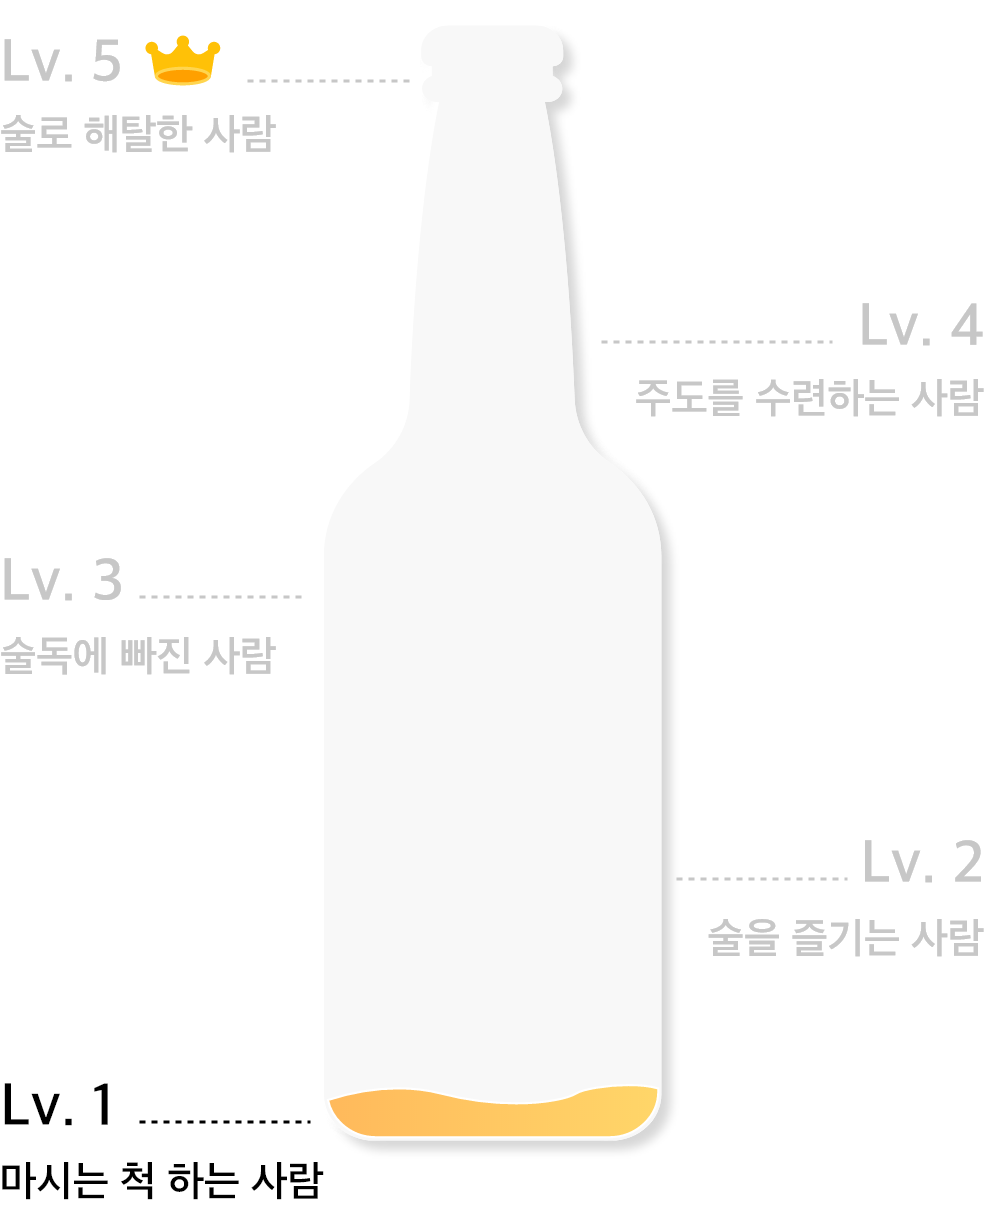 Lv. 5
술로 해탈한 사람
Lv. 4
주도를 수련하는 사람
Lv. 3
술독에 빠진 사람
Lv. 2
술을 즐기는 사람
Lv. 1
마시는 척 하는 사람